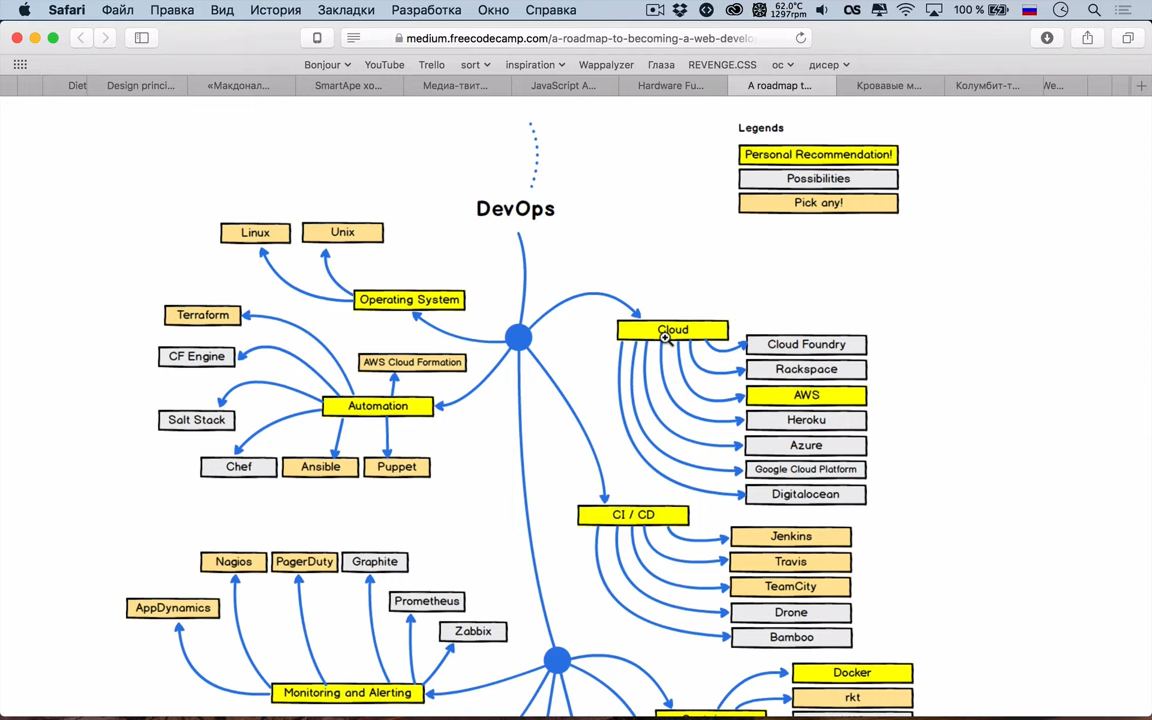 Safari Файл Правка Вид История Закладки Разработка Окно Справка 62.0°C 1297rpm 100 %
medium.freecodecamp.com/a-roadmap-to-becoming-a-web-develo
Bonjour YouTube Trello sort inspiration Wappalyzer Глаза REVENGE.CSS ос дисер
Diet Design princi... «Макдонал... SmartApe хо... Медиа-твит... JavaScript A... Hardware Fu... A roadmap t... Кровавые м... Колумбит-т... We...
Legends
Personal Recommendation!
Possibilities
Pick any!
DevOps
Linux Unix
Operating System
Terraform
CF Engine
AWS Cloud Formation
Automation
Salt Stack
Chef Ansible Puppet
Cloud
Cloud Foundry
Rackspace
AWS
Heroku
Azure
Google Cloud Platform
Digitalocean
CI / CD
Jenkins
Travis
TeamCity
Drone
Bamboo
Nagios PagerDuty Graphite
AppDynamics
Prometheus
Zabbix
Monitoring and Alerting
Docker
rkt